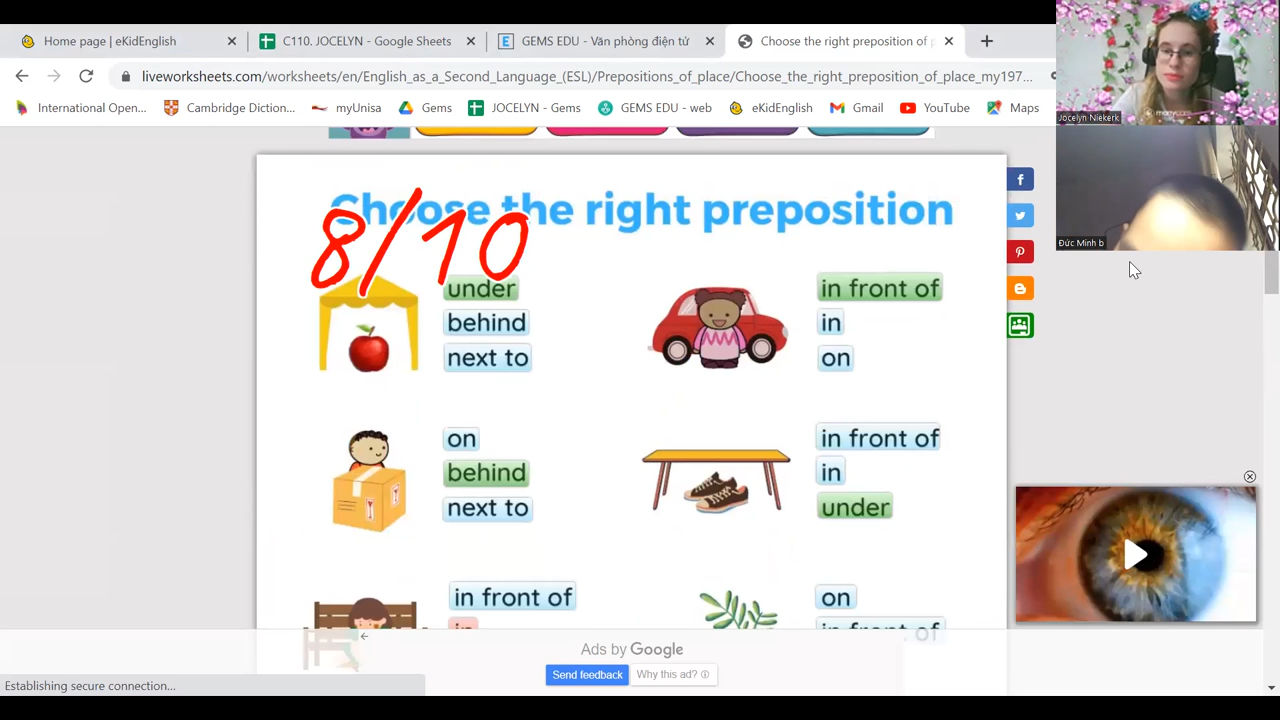 Home page | eKidEnglish
C110. JOCELYN - Google Sheets
GEMS EDU - Văn phòng điện tử
Choose the right preposition of p
liveworksheets.com/worksheets/en/English_as_a_Second_Language_(ESL)/Prepositions_of_place/Choose_the_right_preposition_of_place_my197...
International Open...
Cambridge Diction...
myUnisa
Gems
JOCELYN - Gems
GEMS EDU - web
eKidEnglish
Gmail
YouTube
Maps
Jocelyn Niekerk
Đức Minh b
Choose the right preposition
8/10
under
behind
next to
in front of
in
on
on
behind
next to
in front of
in
under
in front of
in
on
in front of
Ads by Google
Send feedback
Why this ad?
Establishing secure connection...